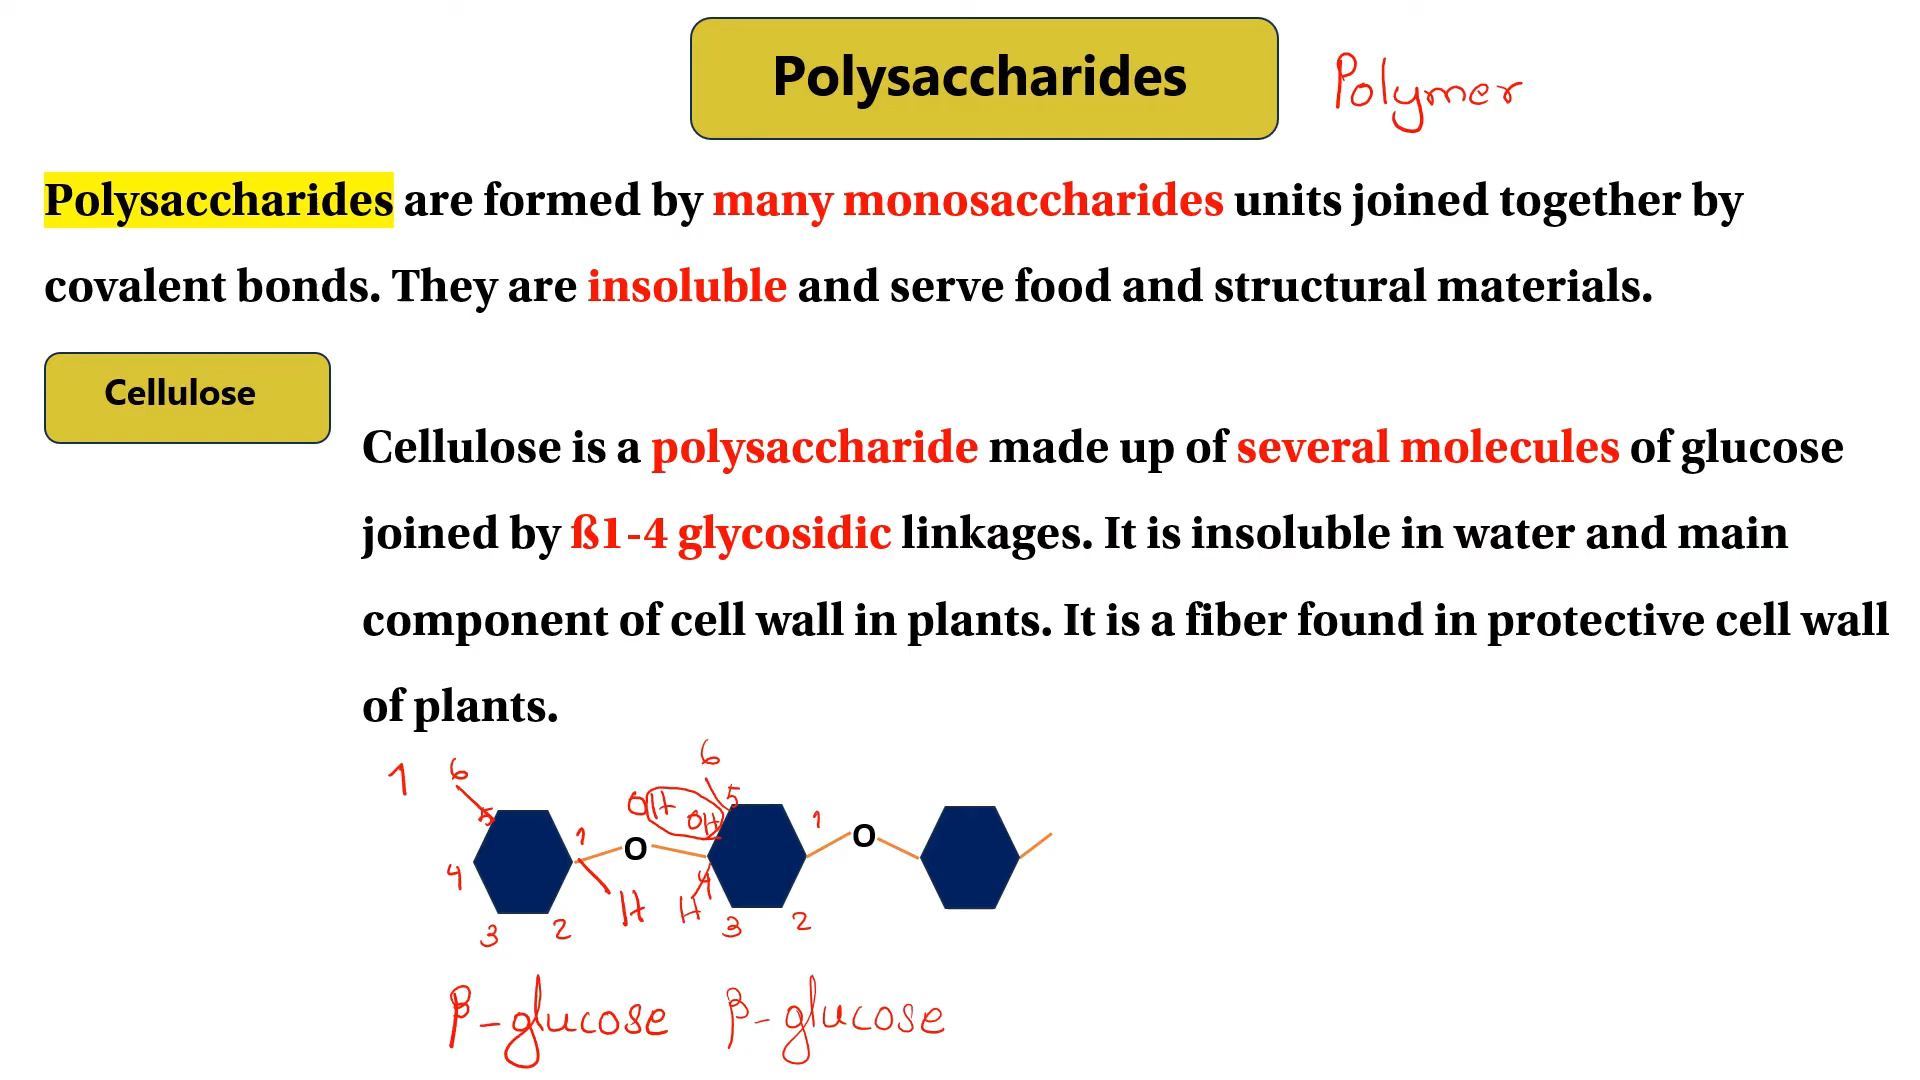 Polysaccharides
Polymer
Polysaccharides are formed by many monosaccharides units joined together by
covalent bonds. They are insoluble and serve food and structural materials.
Cellulose
Cellulose is a polysaccharide made up of several molecules of glucose
joined by ß1-4 glycosidic linkages. It is insoluble in water and main
component of cell wall in plants. It is a fiber found in protective cell wall
of plants.
1 6 6
5 OH OH 5
1 O 1 O
4 H H 4
3 2 3 2
β-glucose β-glucose